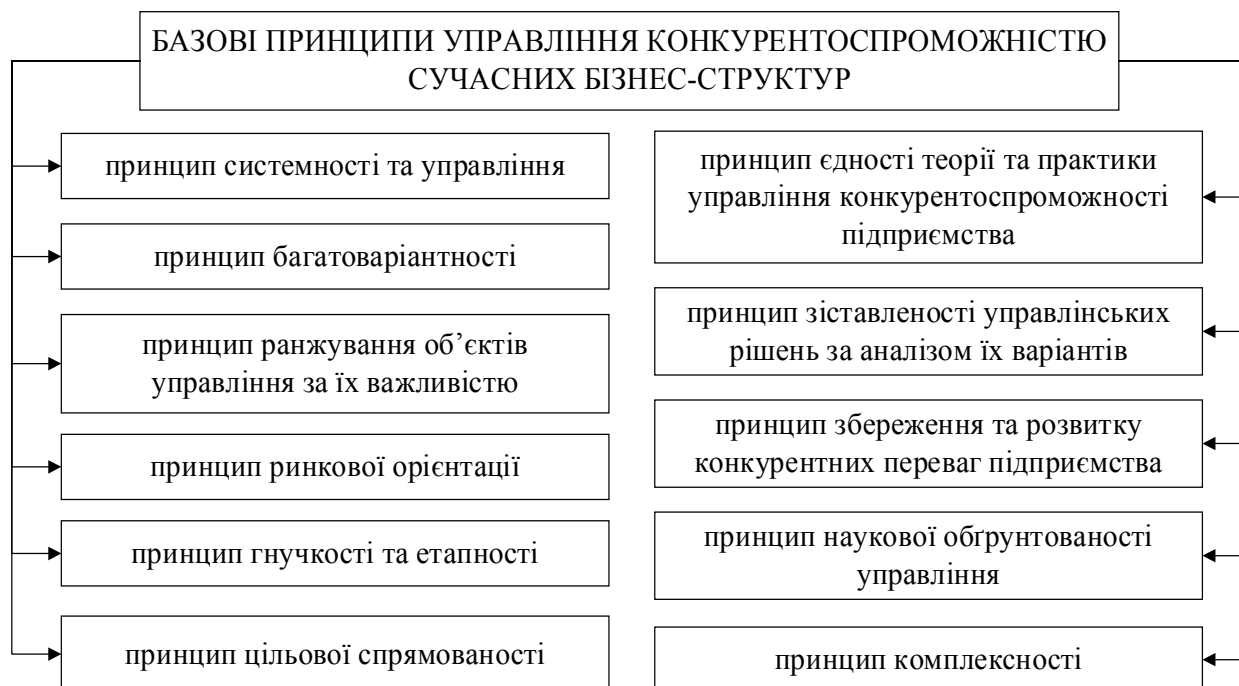 БАЗОВІ ПРИНЦИПИ УПРАВЛІННЯ КОНКУРЕНТОСПРОМОЖНІСТЮ
СУЧАСНИХ БІЗНЕС-СТРУКТУР
принцип системності та управління
принцип багатоваріантності
принцип ранжування об’єктів
управління за їх важливістю
принцип ринкової орієнтації
принцип гнучкості та етапності
принцип цільової спрямованості
принцип єдності теорії та практики
управління конкурентоспроможності
підприємства
принцип зіставленості управлінських
рішень за аналізом їх варіантів
принцип збереження та розвитку
конкурентних переваг підприємства
принцип наукової обґрунтованості
управління
принцип комплексності